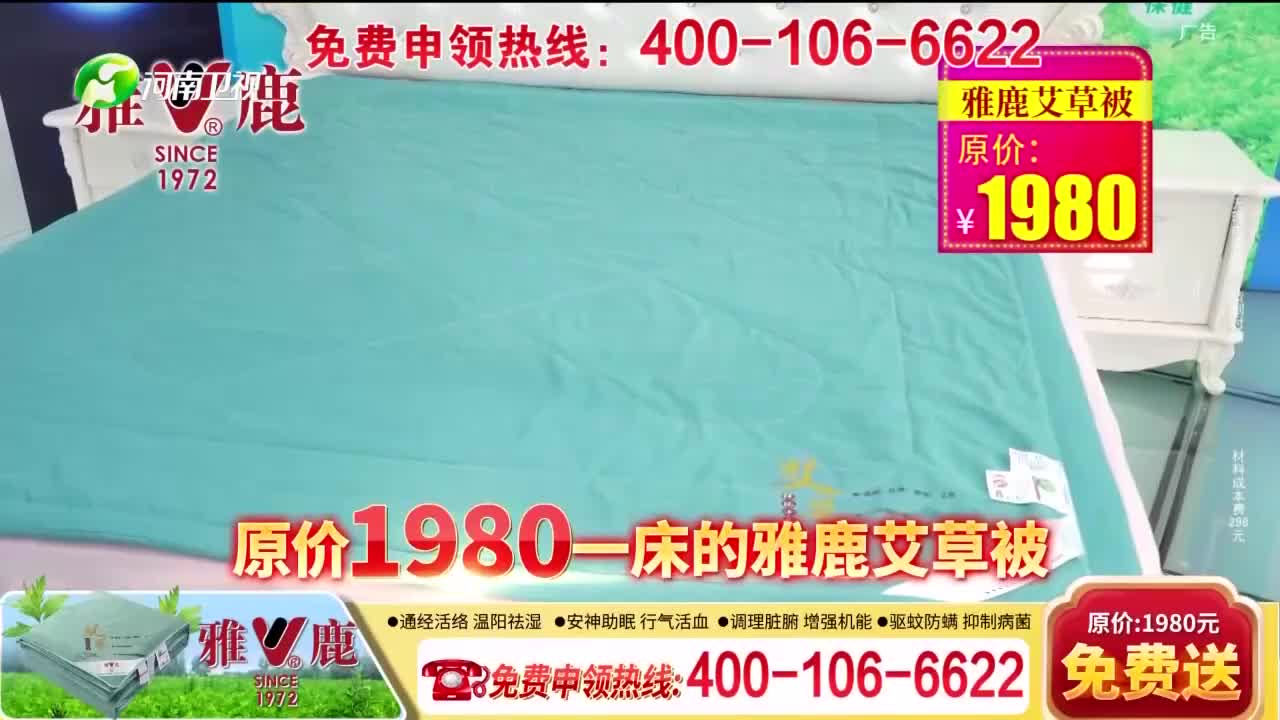 免费申领热线：400-106-6622
保健
广告
河南卫视
雅鹿
®
SINCE
1972
雅鹿艾草被
原价：
¥1980
材料成本费298元
原价1980一床的雅鹿艾草被
雅鹿
®
SINCE
1972
●通经活络 温阳祛湿 ●安神助眠 行气活血 ●调理脏腑 增强机能 ●驱蚊防螨 抑制病菌
免费申领热线:400-106-6622
原价:1980元
免费送